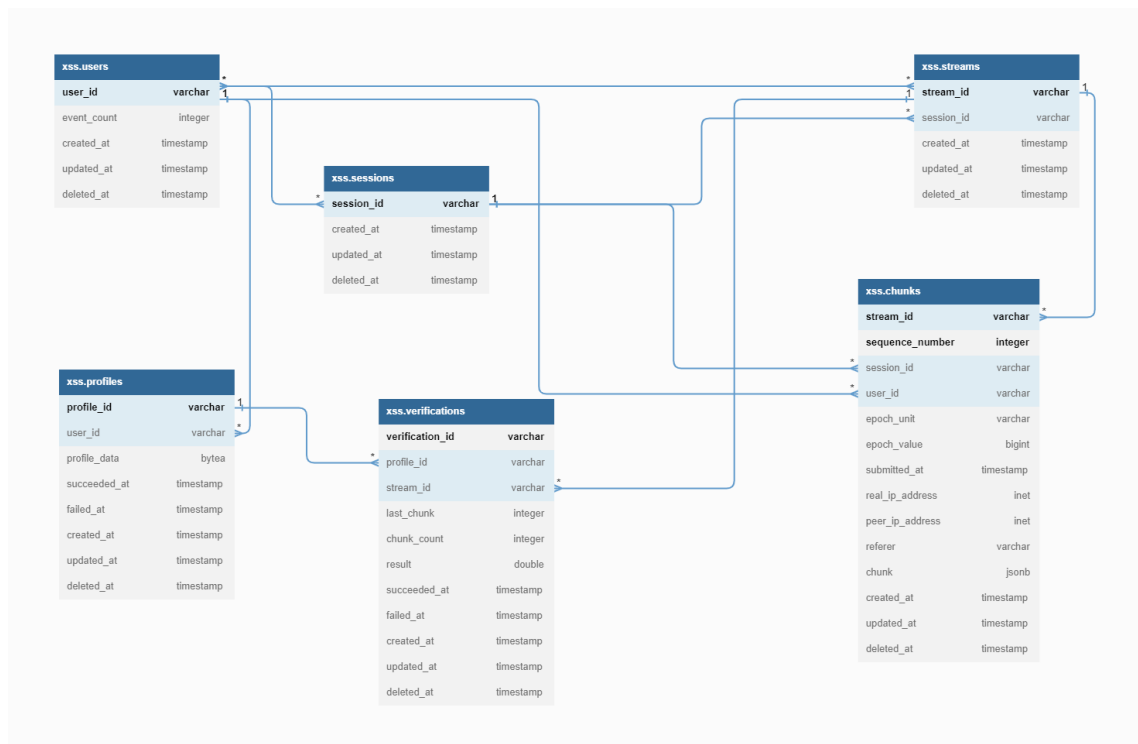 xss.users
user_id varchar
event_count integer
created_at timestamp
updated_at timestamp
deleted_at timestamp
* 
1
xss.streams
stream_id varchar
session_id varchar
created_at timestamp
updated_at timestamp
deleted_at timestamp
*
1
*
1
xss.sessions
session_id varchar
created_at timestamp
updated_at timestamp
deleted_at timestamp
*
1
xss.chunks
stream_id varchar
sequence_number integer
session_id varchar
user_id varchar
epoch_unit varchar
epoch_value bigint
submitted_at timestamp
real_ip_address inet
peer_ip_address inet
referer varchar
chunk jsonb
created_at timestamp
updated_at timestamp
deleted_at timestamp
*
*
*
xss.profiles
profile_id varchar
user_id varchar
profile_data bytea
succeeded_at timestamp
failed_at timestamp
created_at timestamp
updated_at timestamp
deleted_at timestamp
1
*
xss.verifications
verification_id varchar
profile_id varchar
stream_id varchar
last_chunk integer
chunk_count integer
result double
succeeded_at timestamp
failed_at timestamp
created_at timestamp
updated_at timestamp
deleted_at timestamp
*
*